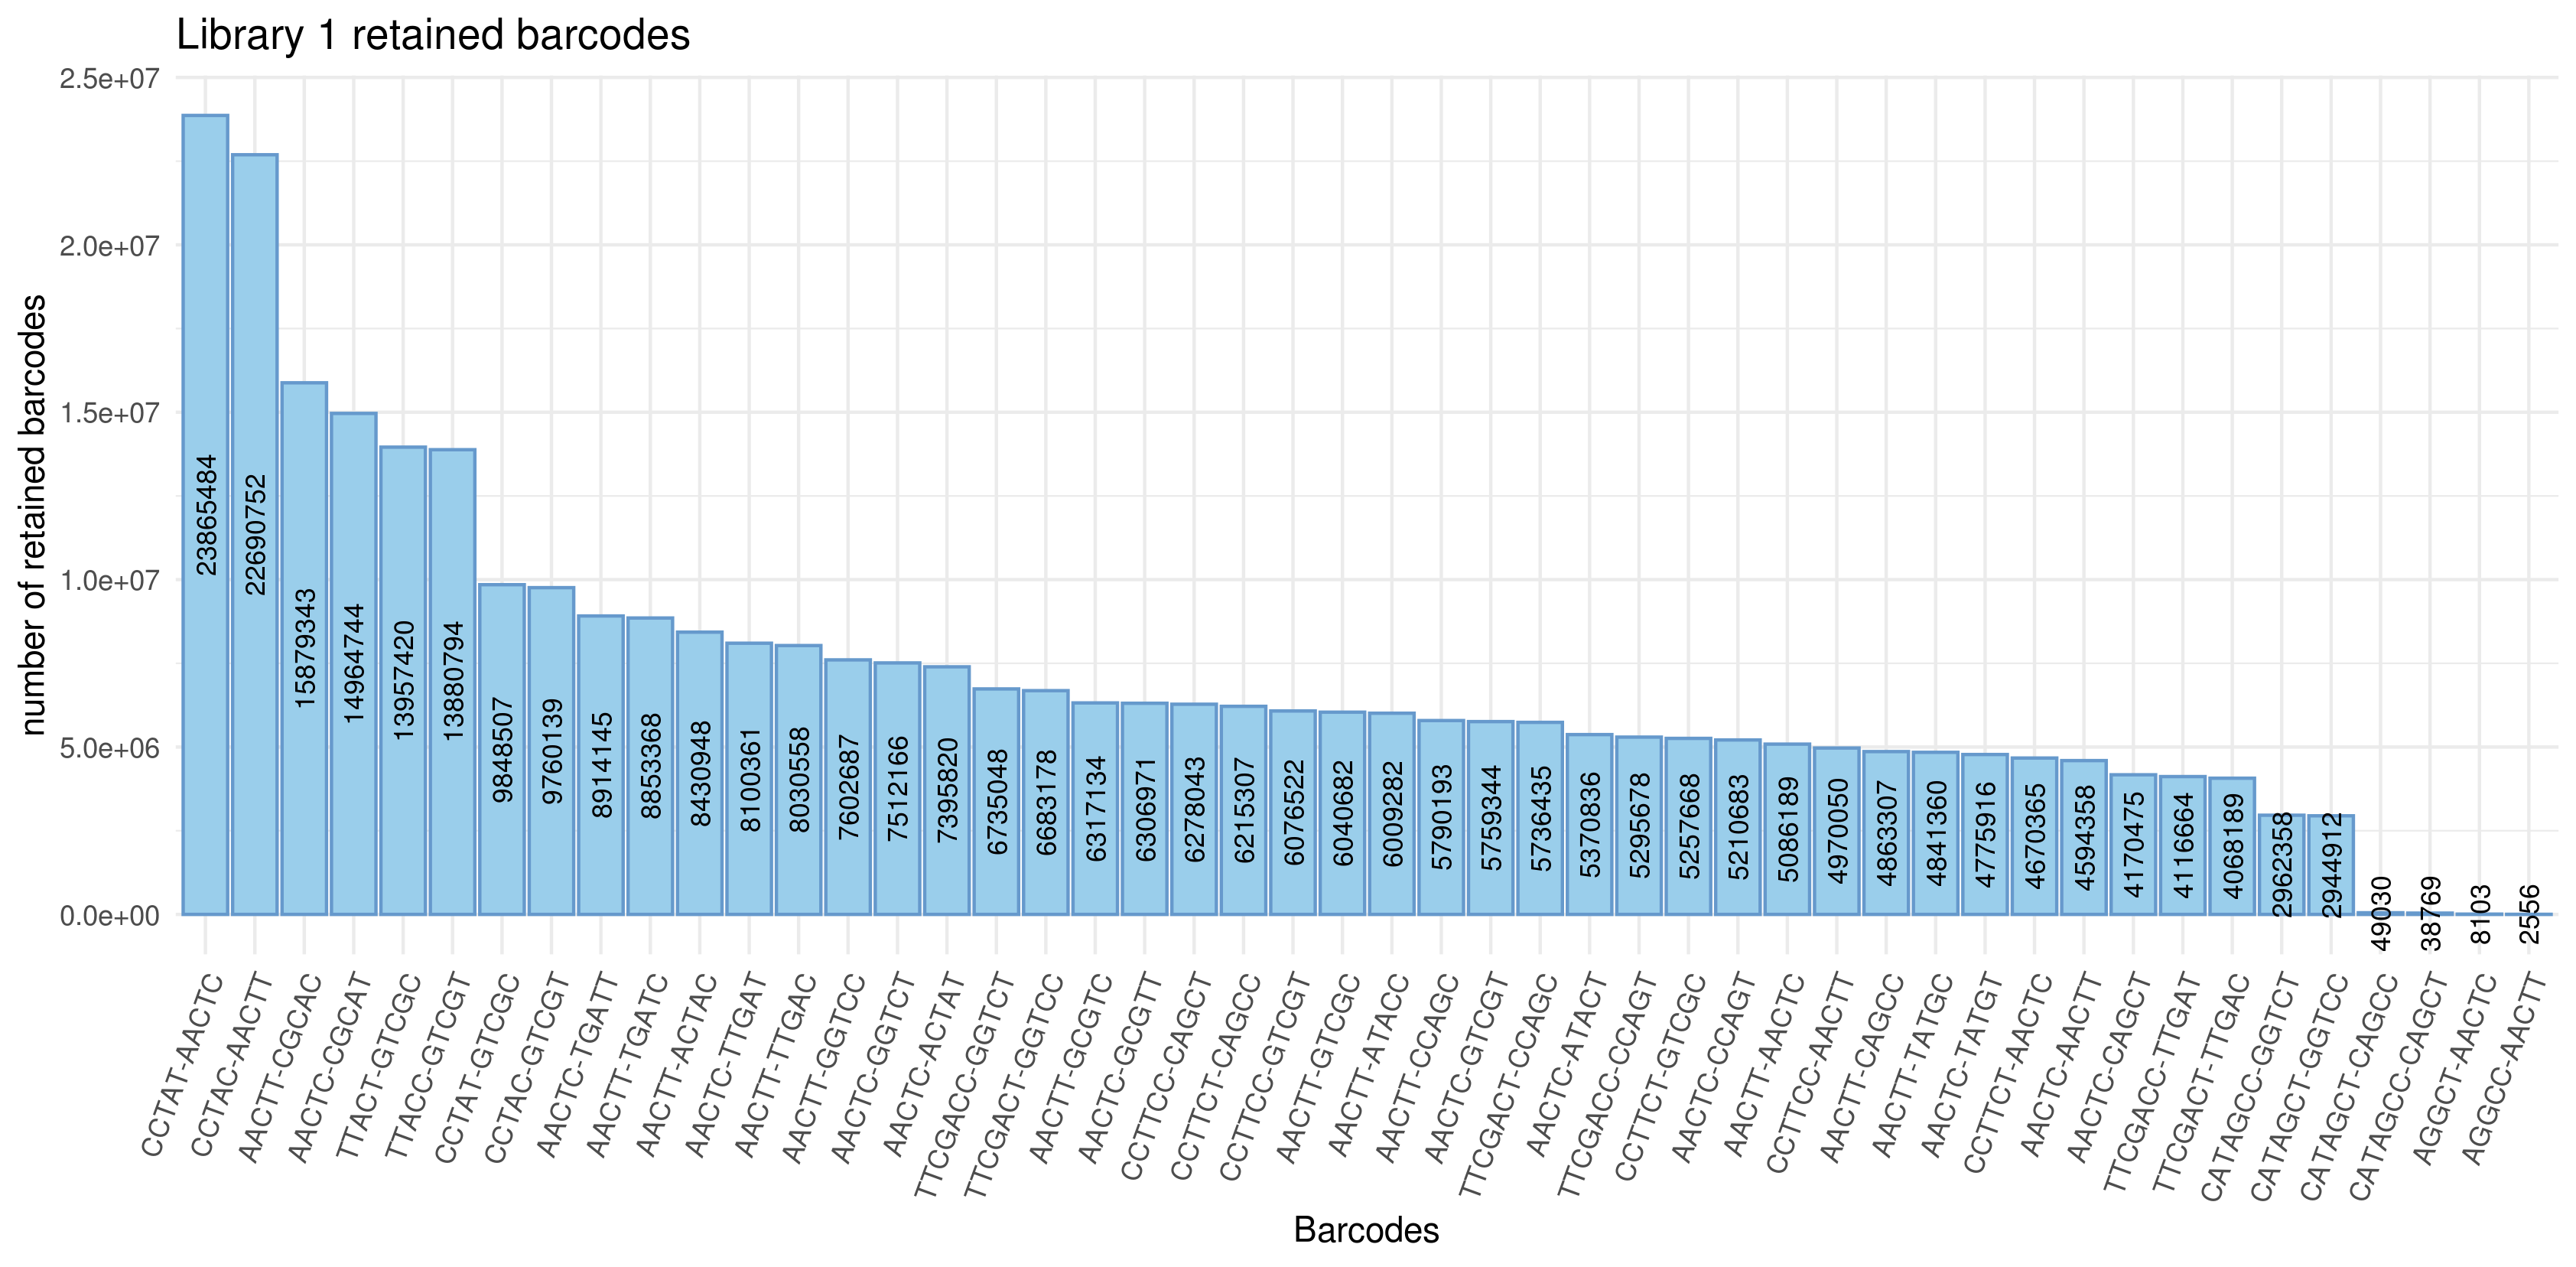 Library 1 retained barcodes
number of retained barcodes
2.5e+07
2.0e+07
1.5e+07
1.0e+07
5.0e+06
0.0e+00
23865484
22690752
15879343
14964744
13957420
13880794
9848507
9760139
8914145
8853368
8430948
8100361
8030558
7602687
7512166
7395820
6735048
6683178
6317134
6306971
6278043
6215307
6076522
6040682
6009282
5790193
5759344
5736435
5370836
5295678
5257668
5210683
5086189
4970050
4863307
4841360
4775916
4670365
4594358
4170475
4116664
4068189
2962358
2944912
49030
38769
8103
2556
CCTAT-AACTC
CCTAC-AACTT
AACTT-CGCAC
AACTC-CGCAT
TTACT-GTCGC
TTACC-GTCGT
CCTAT-GTCGC
CCTAC-GTCGT
AACTC-TGATT
AACTT-TGATC
AACTT-ACTAC
AACTC-TTGAT
AACTT-TTGAC
AACTT-GGTCC
AACTC-GGTCT
AACTC-ACTAT
TTCGACC-GGTCT
TTCGACT-GGTCC
AACTT-GCGTC
AACTC-GCGTT
CCTTCC-CAGCT
CCTTCT-CAGCC
CCTTCC-GTCGT
AACTT-GTCGC
AACTT-ATACC
AACTT-CCAGC
AACTC-GTCGT
TTCGACT-CCAGC
AACTC-ATACT
TTCGACC-CCAGT
CCTTCT-GTCGC
AACTC-CCAGT
AACTT-AACTC
CCTTCC-AACTT
AACTT-CAGCC
AACTT-TATGC
AACTC-TATGT
CCTTCT-AACTC
AACTC-AACTT
AACTC-CAGCT
TTCGACC-TTGAT
TTCGACT-TTGAC
CATAGCC-GGTCT
CATAGCT-GGTCC
CATAGCT-CAGCC
CATAGCC-CAGCT
AGGCT-AACTC
AGGCC-AACTT
Barcodes